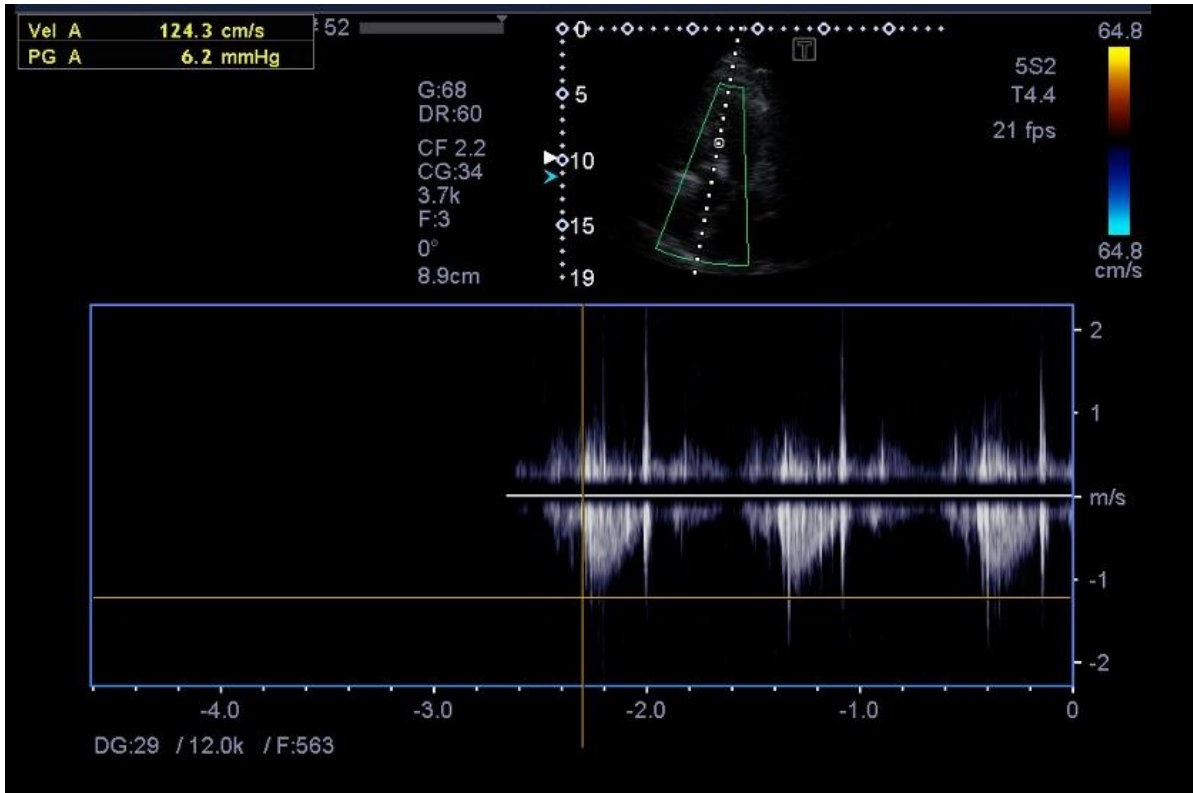 Vel A 124.3 cm/s
PG A 6.2 mmHg
52
G:68
DR:60
CF 2.2
CG:34
3.7k
F:3
0°
8.9cm
0
5
10
15
19
T
5S2
T4.4
21 fps
64.8
64.8
cm/s
2
1
m/s
-1
-2
-4.0 -3.0 -2.0 -1.0 0
DG:29 / 12.0k / F:563